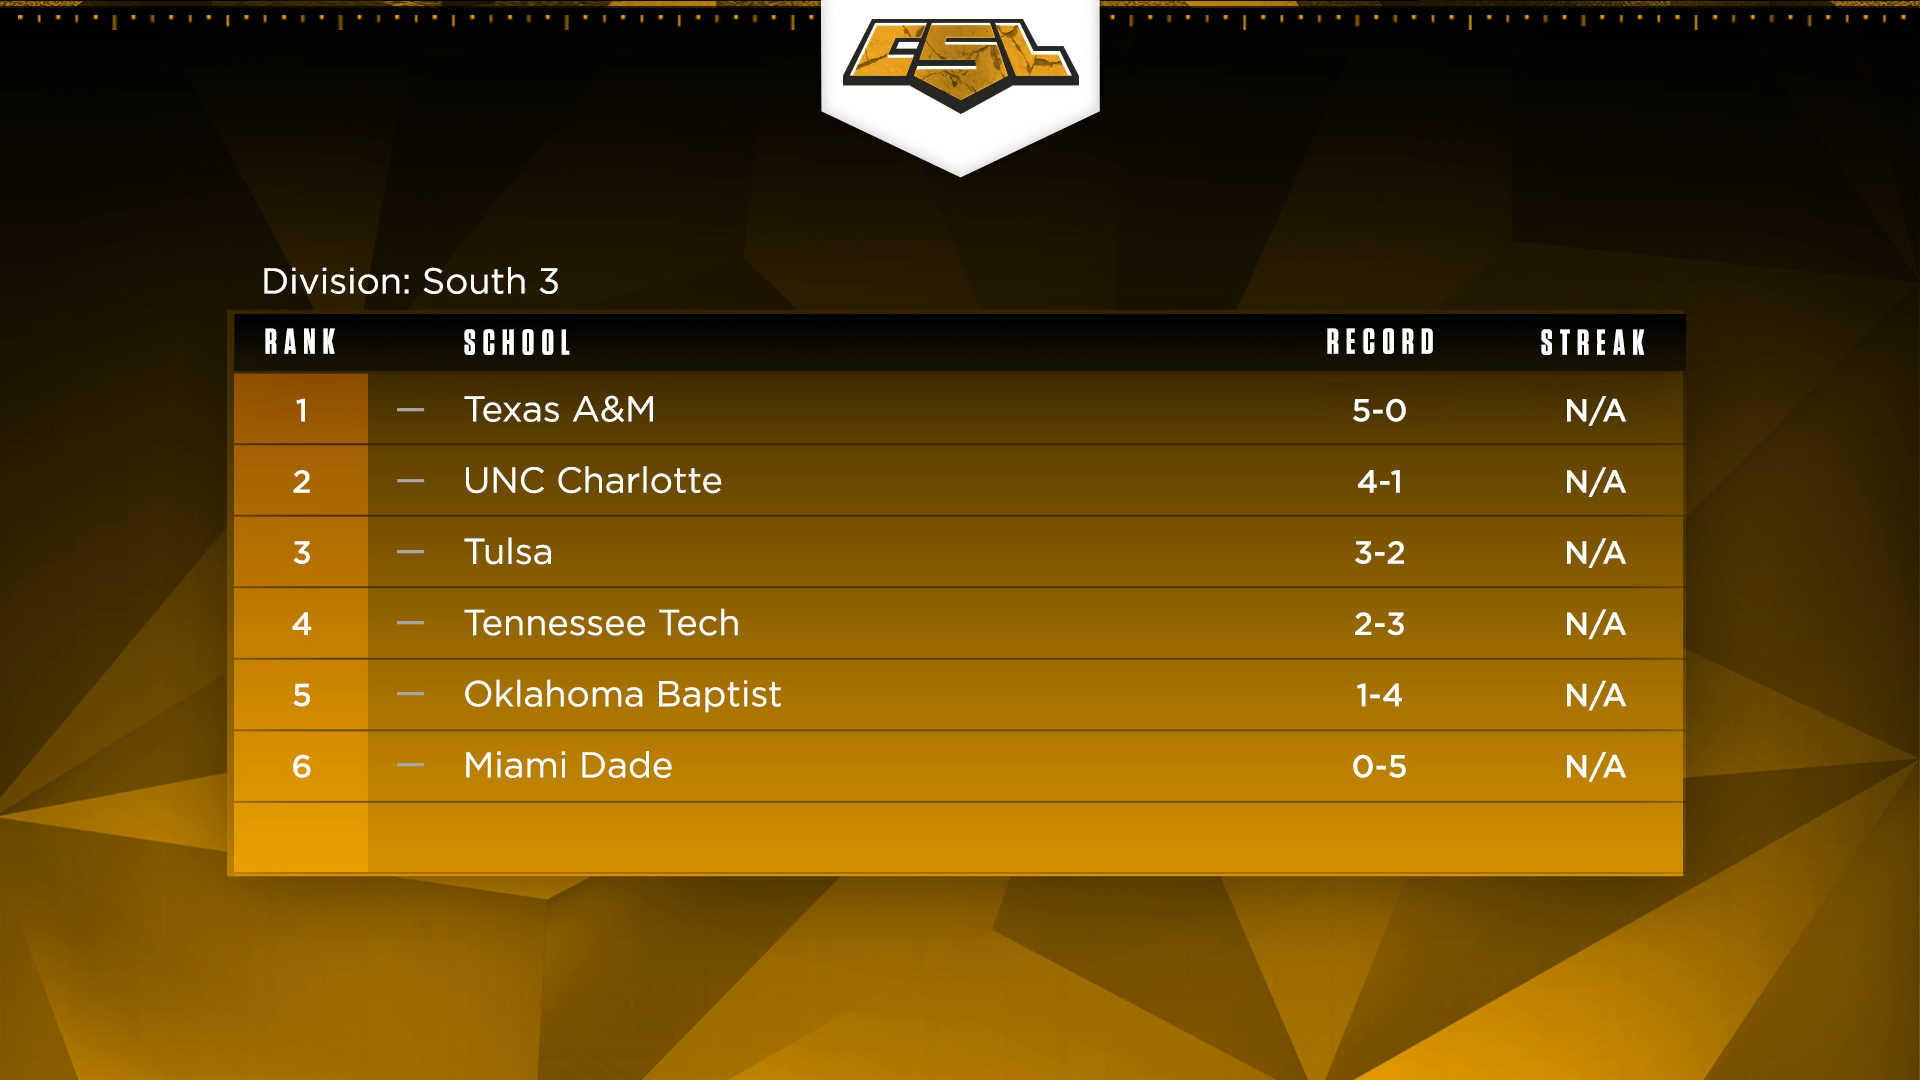 CSL
Division: South 3
RANK SCHOOL RECORD STREAK
1 — Texas A&M 5-0 N/A
2 — UNC Charlotte 4-1 N/A
3 — Tulsa 3-2 N/A
4 — Tennessee Tech 2-3 N/A
5 — Oklahoma Baptist 1-4 N/A
6 — Miami Dade 0-5 N/A